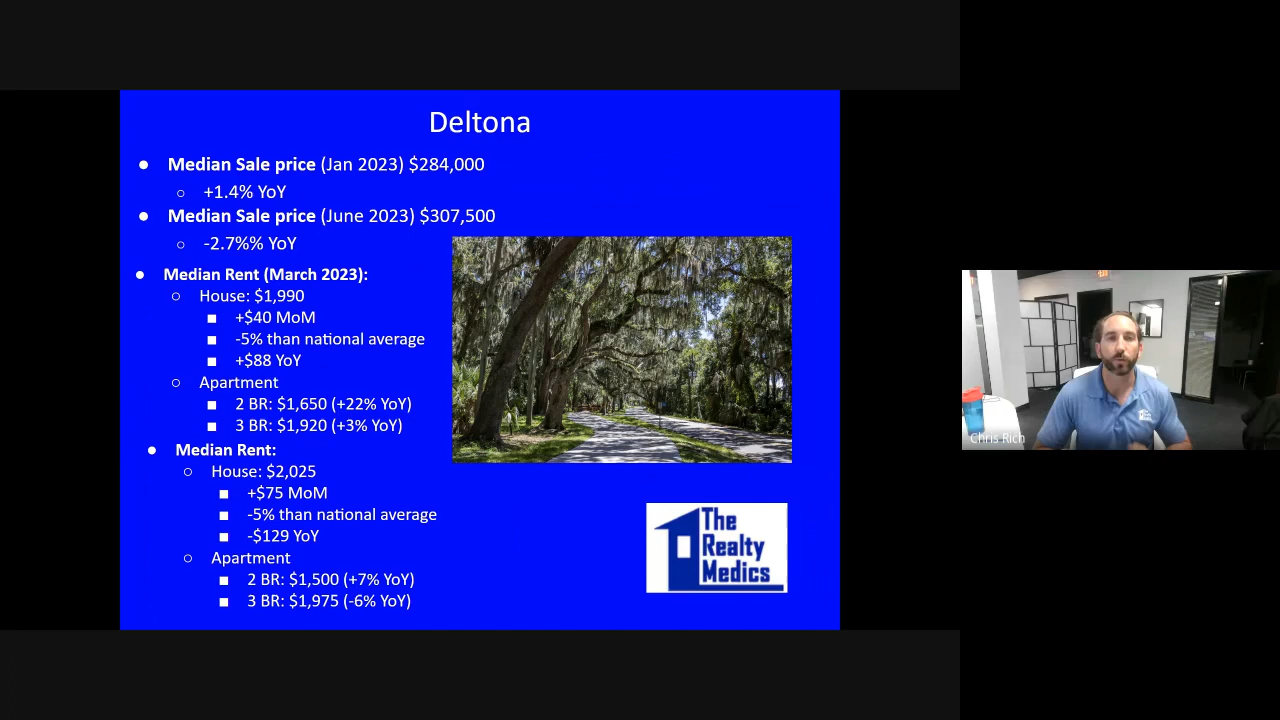 Deltona
● Median Sale price (Jan 2023) $284,000
○ +1.4% YoY
● Median Sale price (June 2023) $307,500
○ -2.7%% YoY
● Median Rent (March 2023):
○ House: $1,990
■ +$40 MoM
■ -5% than national average
■ +$88 YoY
○ Apartment
■ 2 BR: $1,650 (+22% YoY)
■ 3 BR: $1,920 (+3% YoY)
● Median Rent:
○ House: $2,025
■ +$75 MoM
■ -5% than national average
■ -$129 YoY
○ Apartment
■ 2 BR: $1,500 (+7% YoY)
■ 3 BR: $1,975 (-6% YoY)
The
Realty
Medics
Chris Rich